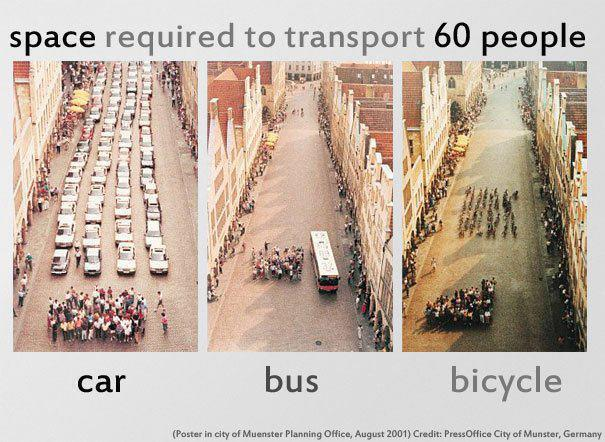 space required to transport 60 people
car
bus
bicycle
(Poster in city of Muenster Planning Office, August 2001) Credit: PressOffice City of Munster, Germany